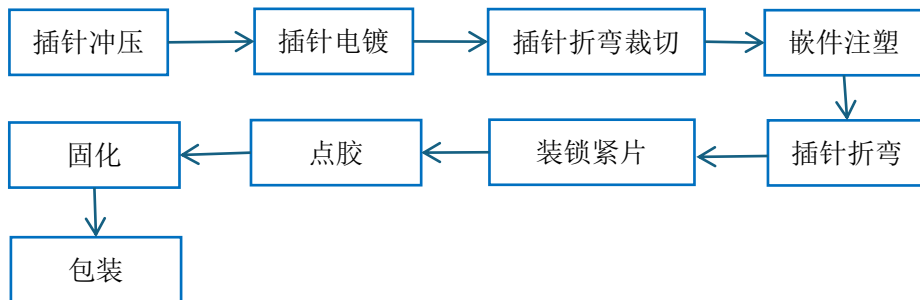 插针冲压
插针电镀
插针折弯裁切
嵌件注塑
插针折弯
装锁紧片
点胶
固化
包装